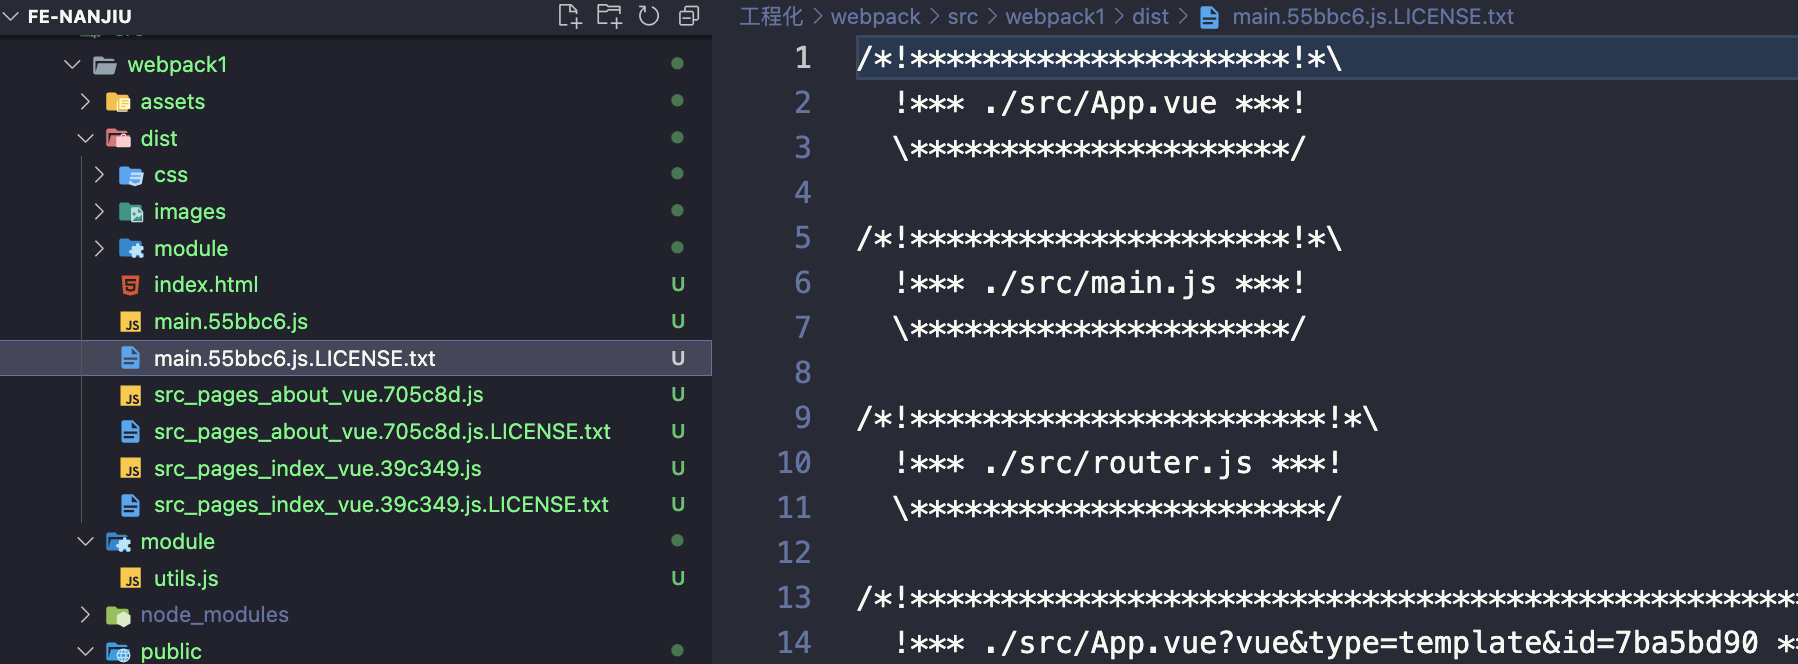 FE-NANJIU
webpack1
assets
dist
css
images
module
index.html U
main.55bbc6.js U
main.55bbc6.js.LICENSE.txt U
src_pages_about_vue.705c8d.js U
src_pages_about_vue.705c8d.js.LICENSE.txt U
src_pages_index_vue.39c349.js U
src_pages_index_vue.39c349.js.LICENSE.txt U
module
utils.js U
node_modules
public
工程化 > webpack > src > webpack1 > dist > main.55bbc6.js.LICENSE.txt
1 /*!*********************!*\
2 !*** ./src/App.vue ***!
3 \*********************/
4
5 /*!*********************!*\
6 !*** ./src/main.js ***!
7 \*********************/
8
9 /*!***********************!*\
10 !*** ./src/router.js ***!
11 \***********************/
12
13 /*!*************************************************
14 !*** ./src/App.vue?vue&type=template&id=7ba5bd90 **